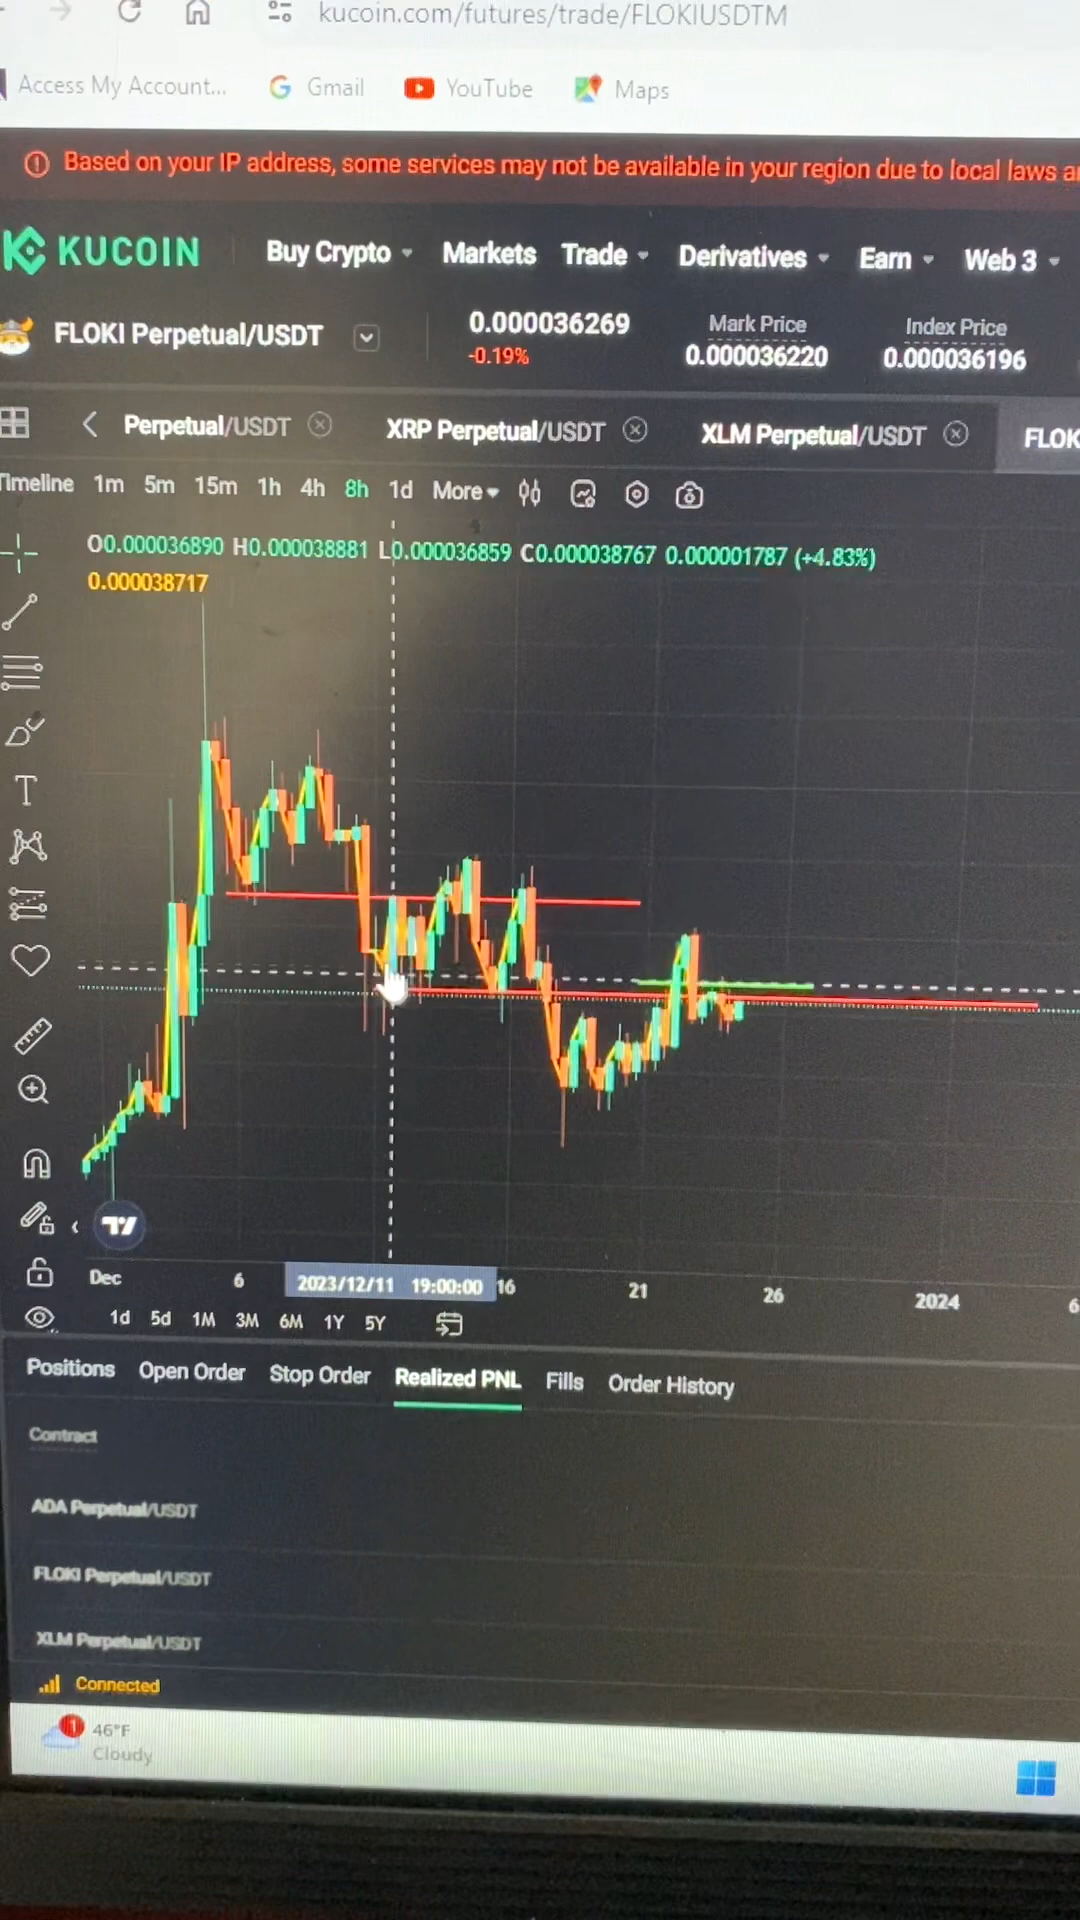 kucoin.com/futures/trade/FLOKIUSDTM
Access My Account... Gmail YouTube Maps
Based on your IP address, some services may not be available in your region due to local laws
KUCOIN Buy Crypto Markets Trade Derivatives Earn Web 3
FLOKI Perpetual/USDT 0.000036269 Mark Price Index Price
-0.19% 0.000036220 0.000036196
Perpetual/USDT XRP Perpetual/USDT XLM Perpetual/USDT FLOK
Timeline 1m 5m 15m 1h 4h 8h 1d More
O0.000036890 H0.000038881 L0.000036859 C0.000038767 0.000001787 (+4.83%)
0.000038717
T
Dec 6 2023/12/11 19:00:00 16 21 26 2024 6
1d 5d 1M 3M 6M 1Y 5Y
Positions Open Order Stop Order Realized PNL Fills Order History
Contract
ADA Perpetual/USDT
FLOKI Perpetual/USDT
XLM Perpetual/USDT
Connected
1 46°F
Cloudy